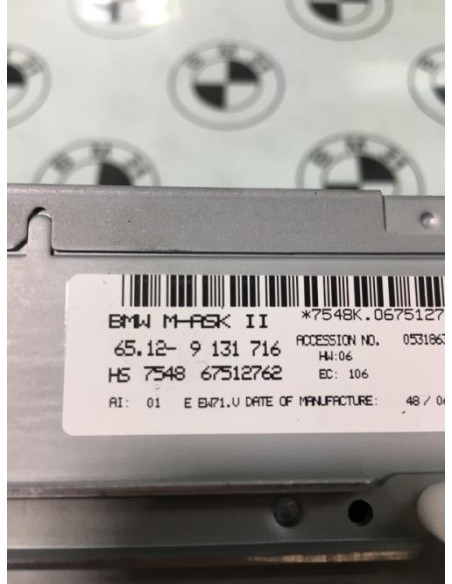 BMW M-ASK II *7548K.0675127
65.12- 9 131 716 ACCESSION NO. 053186
HW:06
HS 7548 67512762 EC: 106
AI: 01 E EW71.V DATE OF MANUFACTURE: 48 / 0